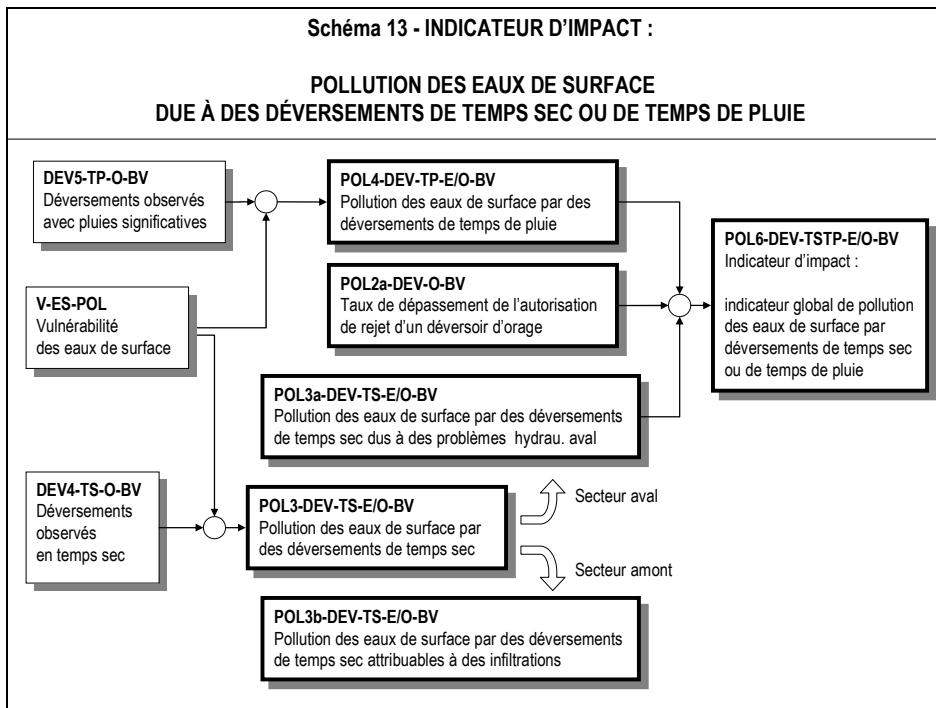 Schéma 13 - INDICATEUR D'IMPACT :
POLLUTION DES EAUX DE SURFACE
DUE À DES DÉVERSEMENTS DE TEMPS SEC OU DE TEMPS DE PLUIE
DEV5-TP-O-BV
Déversements observés
avec pluies significatives
POL4-DEV-TP-E/O-BV
Pollution des eaux de surface par des
déversements de temps de pluie
POL6-DEV-TSTP-E/O-BV
Indicateur d'impact :
indicateur global de pollution
des eaux de surface par
déversements de temps sec
ou de temps de pluie
POL2a-DEV-O-BV
Taux de dépassement de l'autorisation
de rejet d'un déversoir d'orage
V-ES-POL
Vulnérabilité
des eaux de surface
POL3a-DEV-TS-E/O-BV
Pollution des eaux de surface par des déversements
de temps sec dus à des problèmes hydrau. aval
DEV4-TS-O-BV
Déversements
observés
en temps sec
POL3-DEV-TS-E/O-BV
Pollution des eaux de surface par
des déversements de temps sec
Secteur aval
Secteur amont
POL3b-DEV-TS-E/O-BV
Pollution des eaux de surface par des déversements
de temps sec attribuables à des infiltrations